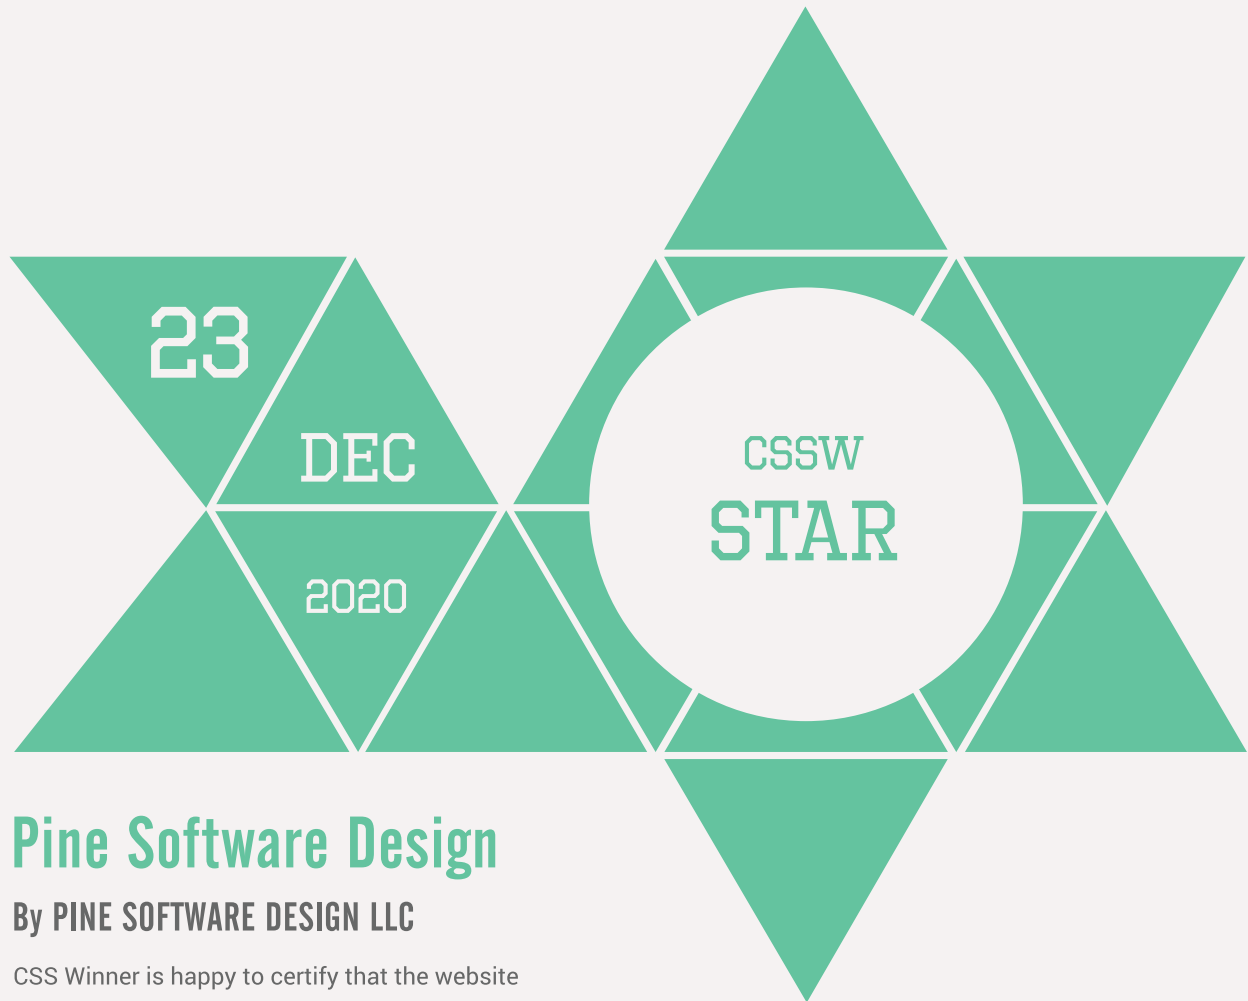 23
DEC
2020
CSSW
STAR
Pine Software Design
By PINE SOFTWARE DESIGN LLC
CSS Winner is happy to certify that the website